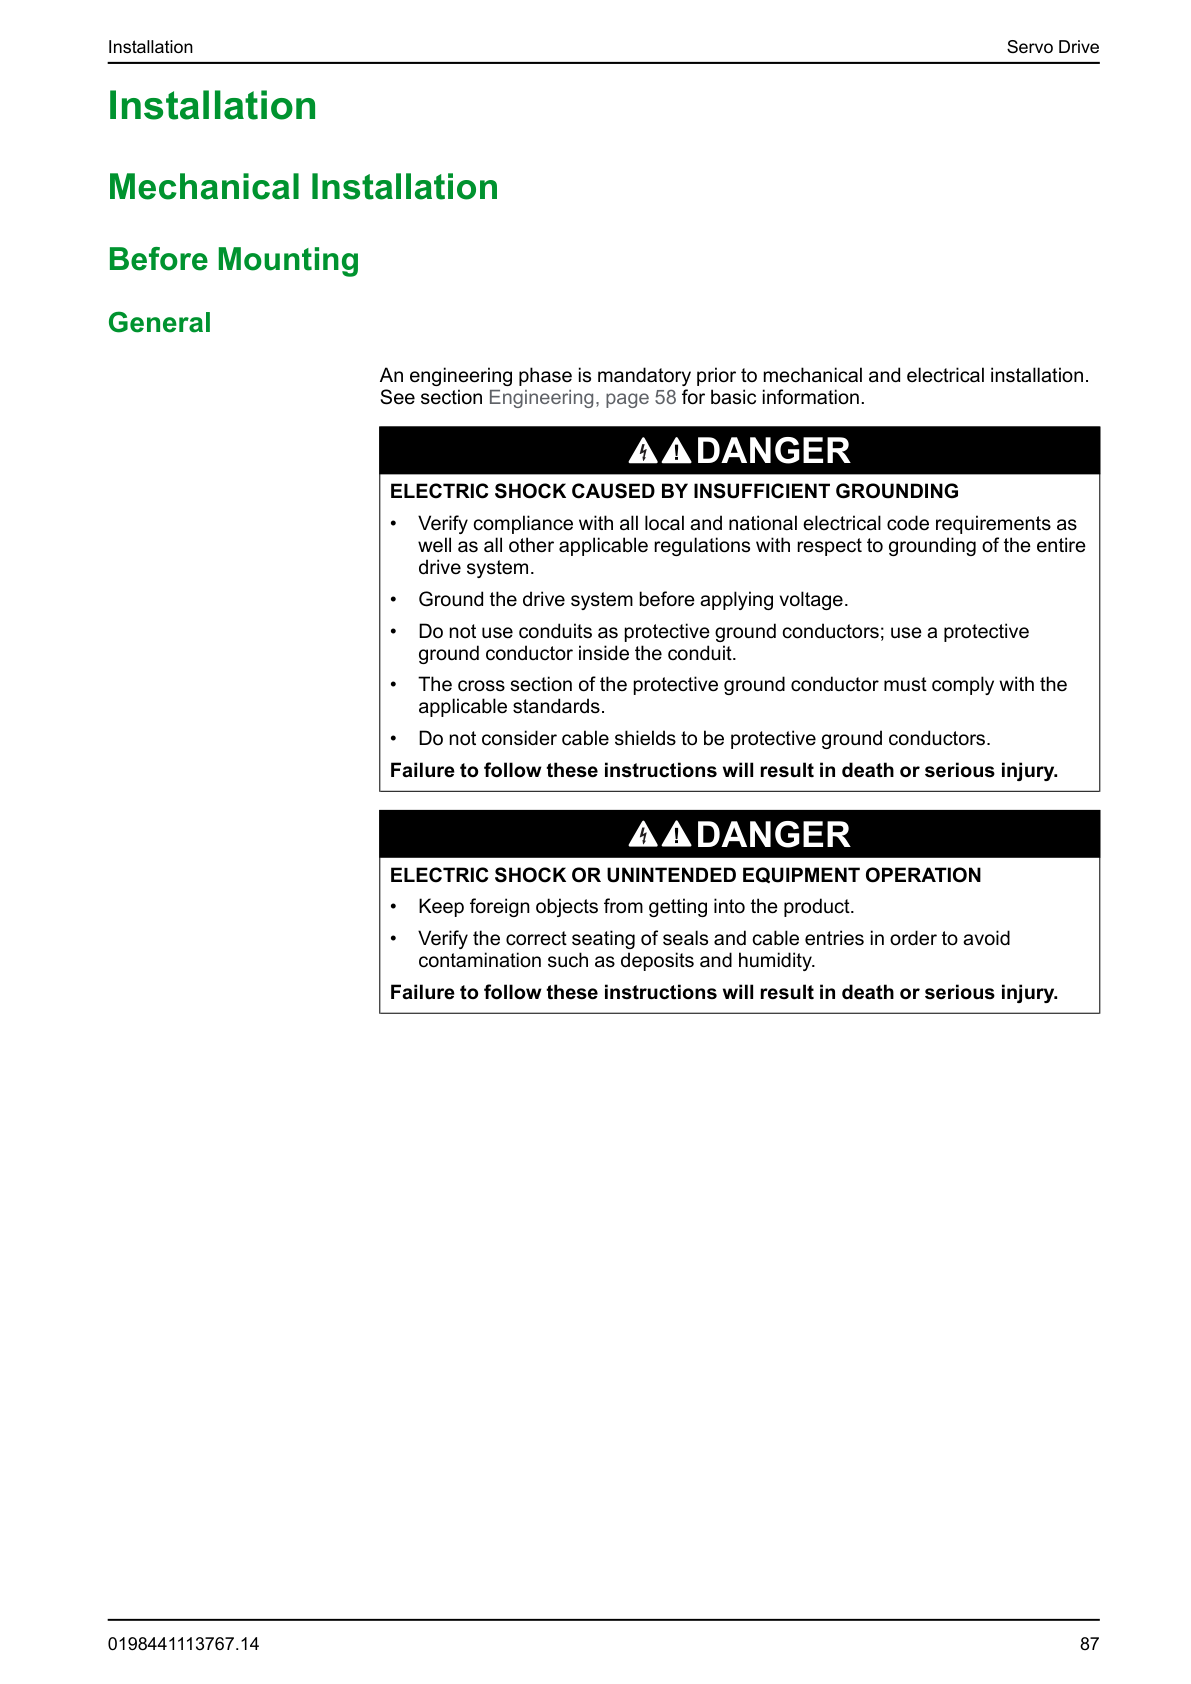 Installation
Servo Drive
Installation
Mechanical Installation
Before Mounting
General
An engineering phase is mandatory prior to mechanical and electrical installation.
See section Engineering, page 58 for basic information.
DANGER
ELECTRIC SHOCK CAUSED BY INSUFFICIENT GROUNDING
• Verify compliance with all local and national electrical code requirements as
well as all other applicable regulations with respect to grounding of the entire
drive system.
• Ground the drive system before applying voltage.
• Do not use conduits as protective ground conductors; use a protective
ground conductor inside the conduit.
• The cross section of the protective ground conductor must comply with the
applicable standards.
• Do not consider cable shields to be protective ground conductors.
Failure to follow these instructions will result in death or serious injury.
DANGER
ELECTRIC SHOCK OR UNINTENDED EQUIPMENT OPERATION
• Keep foreign objects from getting into the product.
• Verify the correct seating of seals and cable entries in order to avoid
contamination such as deposits and humidity.
Failure to follow these instructions will result in death or serious injury.
0198441113767.14
87